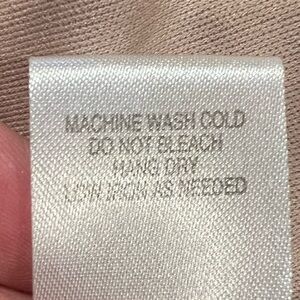 MACHINE WASH COLD
DO NOT BLEACH
HANG DRY
LOW IRON AS NEEDED